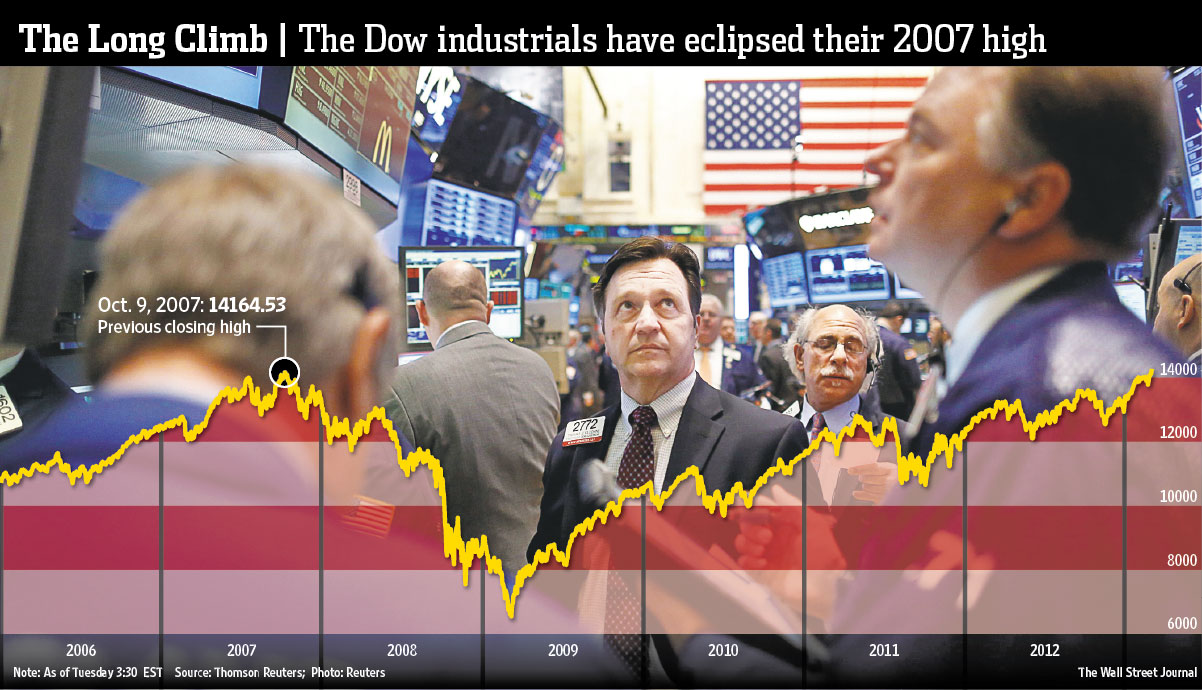 The Long Climb | The Dow industrials have eclipsed their 2007 high
Oct. 9, 2007: 14164.53
Previous closing high
BARCLAYS
2772
14000
12000
10000
8000
6000
2006 2007 2008 2009 2010 2011 2012
Note: As of Tuesday 3:30 EST Source: Thomson Reuters; Photo: Reuters
The Wall Street Journal